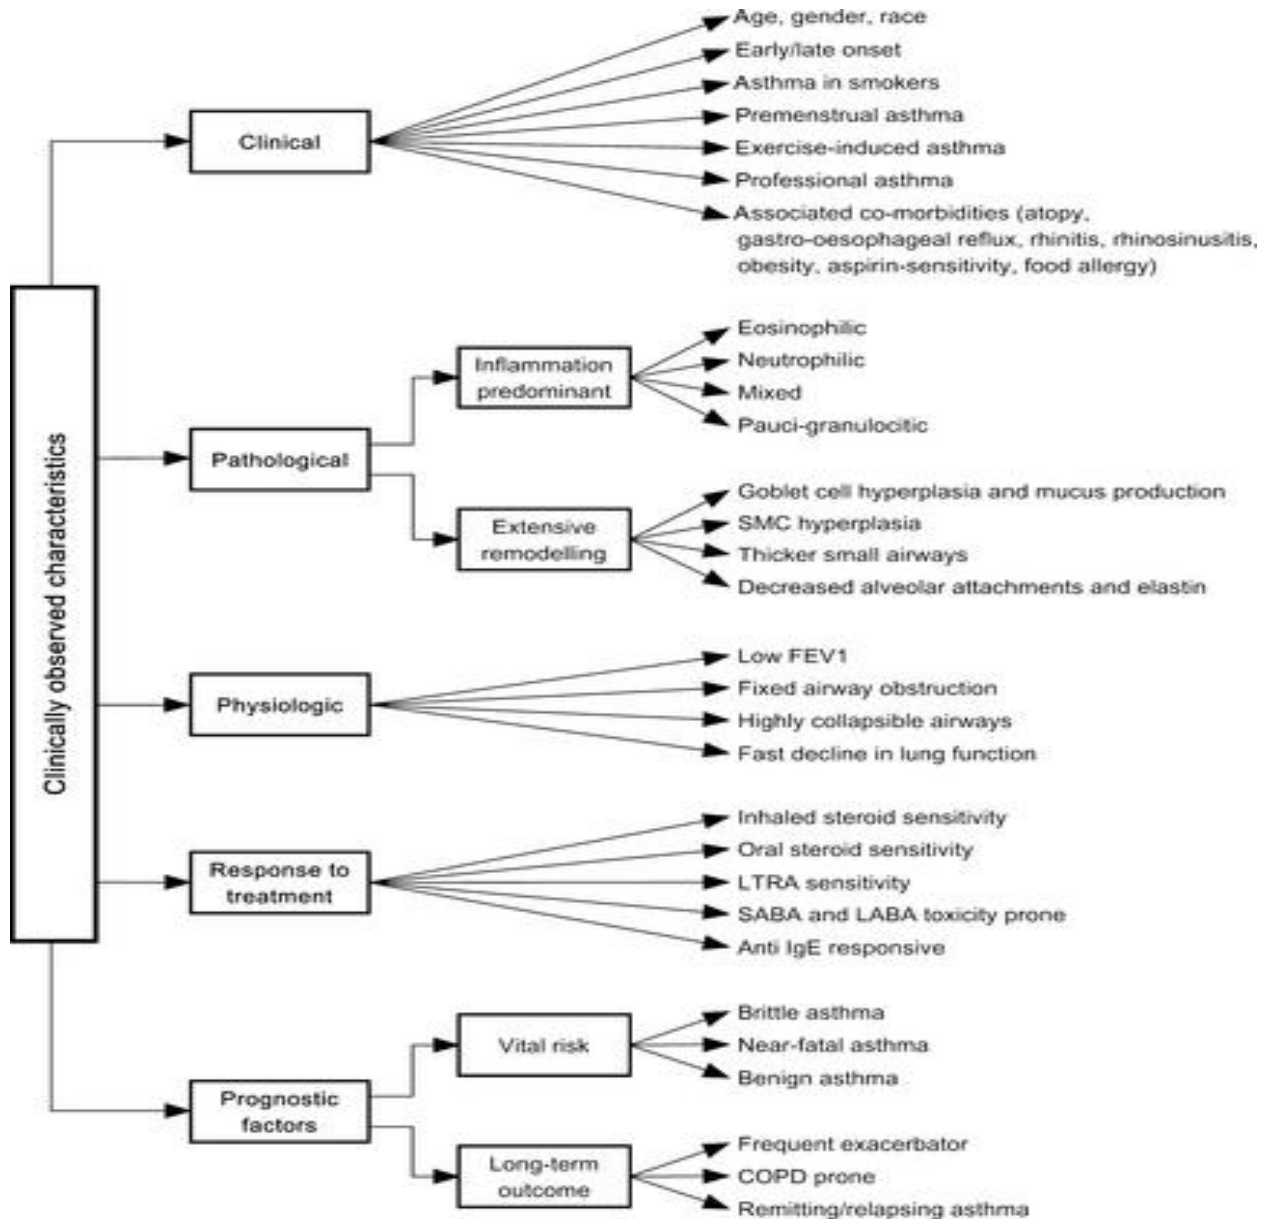 Clinically observed characteristics
Clinical
Age, gender, race
Early/late onset
Asthma in smokers
Premenstrual asthma
Exercise-induced asthma
Professional asthma
Associated co-morbidities (atopy,
gastro-oesophageal reflux, rhinitis, rhinosinusitis,
obesity, aspirin-sensitivity, food allergy)
Pathological
Inflammation
predominant
Eosinophilic
Neutrophilic
Mixed
Pauci-granulocitic
Extensive
remodelling
Goblet cell hyperplasia and mucus production
SMC hyperplasia
Thicker small airways
Decreased alveolar attachments and elastin
Physiologic
Low FEV1
Fixed airway obstruction
Highly collapsible airways
Fast decline in lung function
Response to
treatment
Inhaled steroid sensitivity
Oral steroid sensitivity
LTRA sensitivity
SABA and LABA toxicity prone
Anti IgE responsive
Prognostic
factors
Vital risk
Brittle asthma
Near-fatal asthma
Benign asthma
Long-term
outcome
Frequent exacerbator
COPD prone
Remitting/relapsing asthma